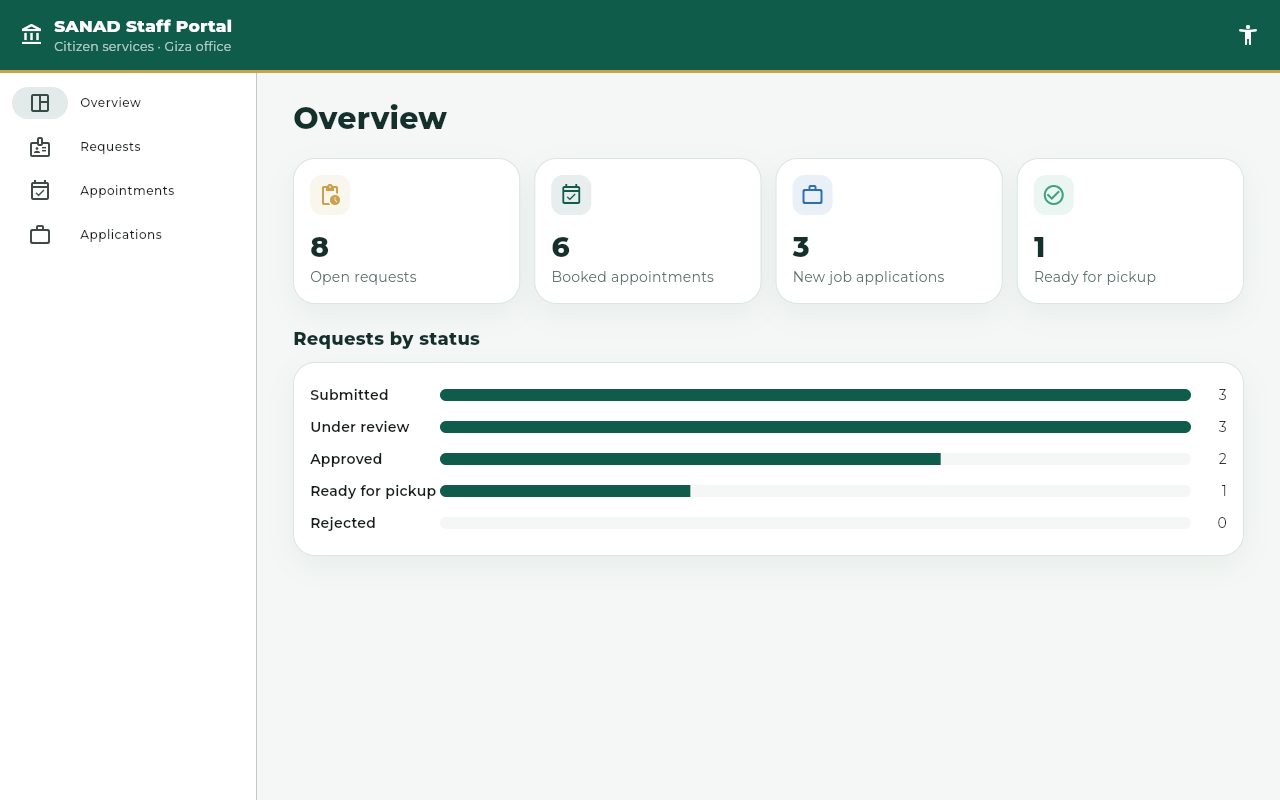 SANAD Staff Portal
Citizen services · Giza office
Overview
Requests
Appointments
Applications
Overview
8
Open requests
6
Booked appointments
3
New job applications
1
Ready for pickup
Requests by status
Submitted 3
Under review 3
Approved 2
Ready for pickup 1
Rejected 0